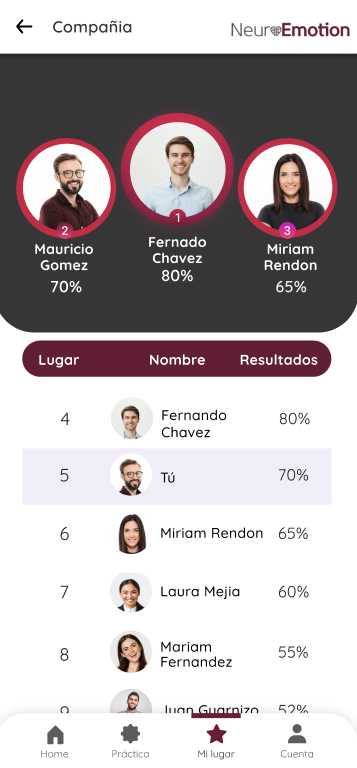 Compañia
NeuroEmotion
1
2
3
Mauricio
Gomez
70%
Fernado
Chavez
80%
Miriam
Rendon
65%
Lugar Nombre Resultados
4 Fernando
Chavez 80%
5 Tú 70%
6 Miriam Rendon 65%
7 Laura Mejia 60%
8 Mariam
Fernandez 55%
9 Juan Guarnizo 52%
Home Práctica Mi lugar Cuenta